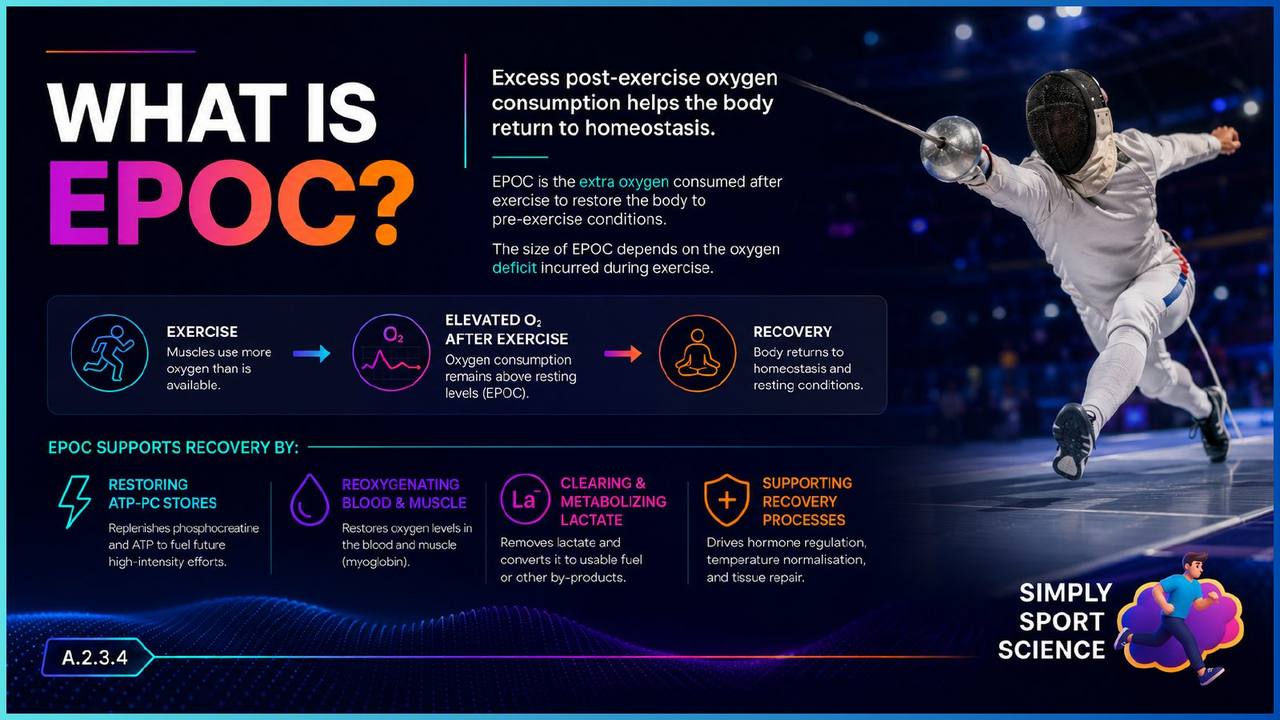 WHAT IS
EPOC?
Excess post-exercise oxygen
consumption helps the body
return to homeostasis.
EPOC is the extra oxygen consumed after
exercise to restore the body to
pre-exercise conditions.
The size of EPOC depends on the oxygen
deficit incurred during exercise.
EXERCISE
Muscles use more
oxygen than is
available.
O₂
ELEVATED O₂
AFTER EXERCISE
Oxygen consumption
remains above resting
levels (EPOC).
RECOVERY
Body returns to
homeostasis and
resting conditions.
EPOC SUPPORTS RECOVERY BY:
RESTORING
ATP-PC STORES
Replenishes phosphocreatine
and ATP to fuel future
high-intensity efforts.
REOXYGENATING
BLOOD & MUSCLE
Restores oxygen levels in
the blood and muscle
(myoglobin).
La⁻
CLEARING &
METABOLIZING
LACTATE
Removes lactate and
converts it to usable fuel
or other by-products.
SUPPORTING
RECOVERY
PROCESSES
Drives hormone regulation,
temperature normalisation,
and tissue repair.
A.2.3.4
SIMPLY
SPORT
SCIENCE